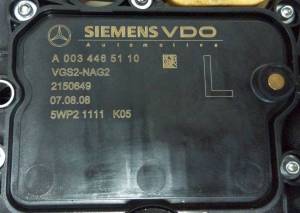 SIEMENS VDO
Automotive
A 003 446 51 10
VGS2-NAG2
2150649
07.08.08
5WP2 1111 K05
L